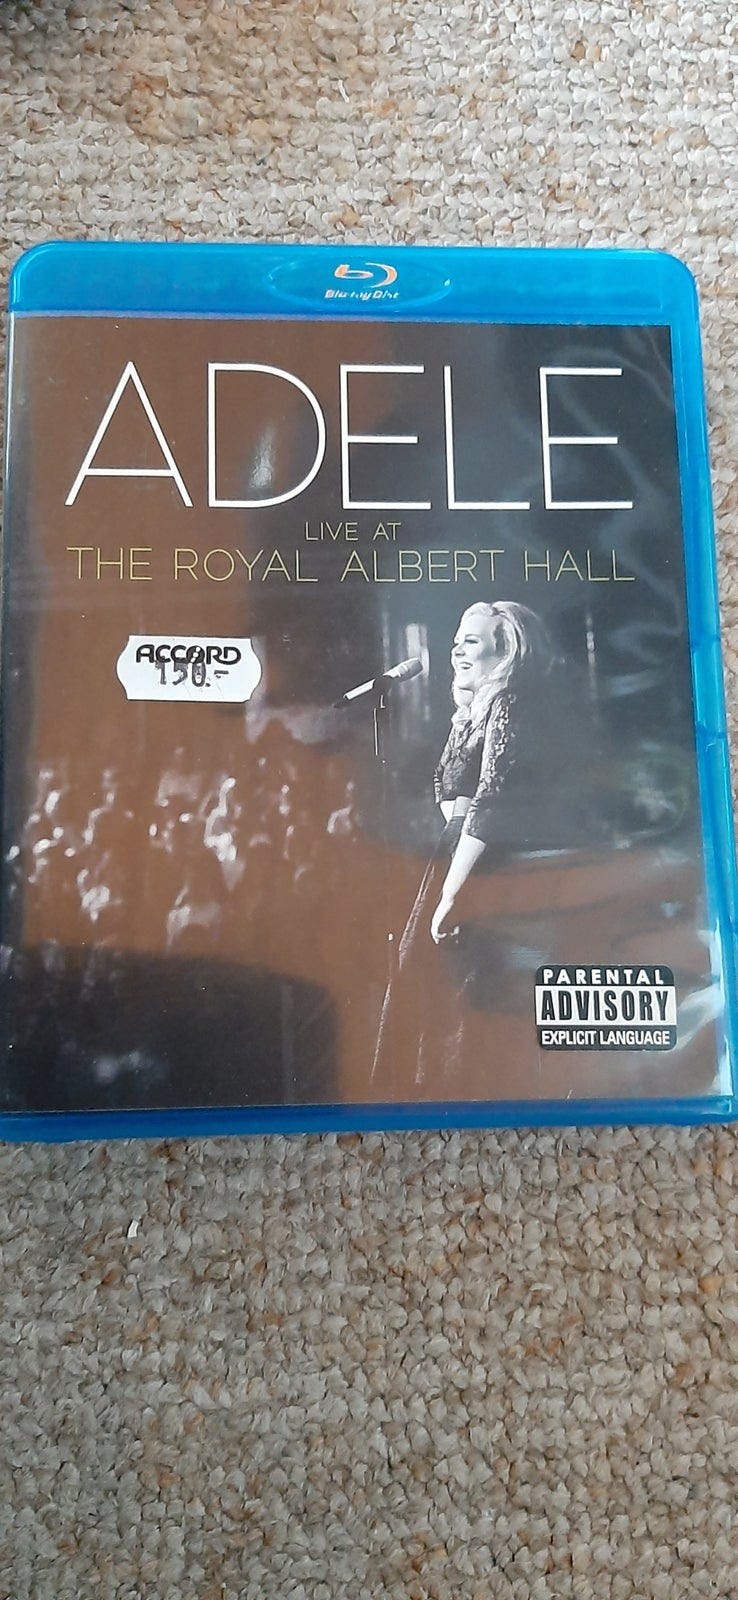 Blu-ray Disc
ADELE
LIVE AT
THE ROYAL ALBERT HALL
ACCORD
150.-
PARENTAL
ADVISORY
EXPLICIT LANGUAGE